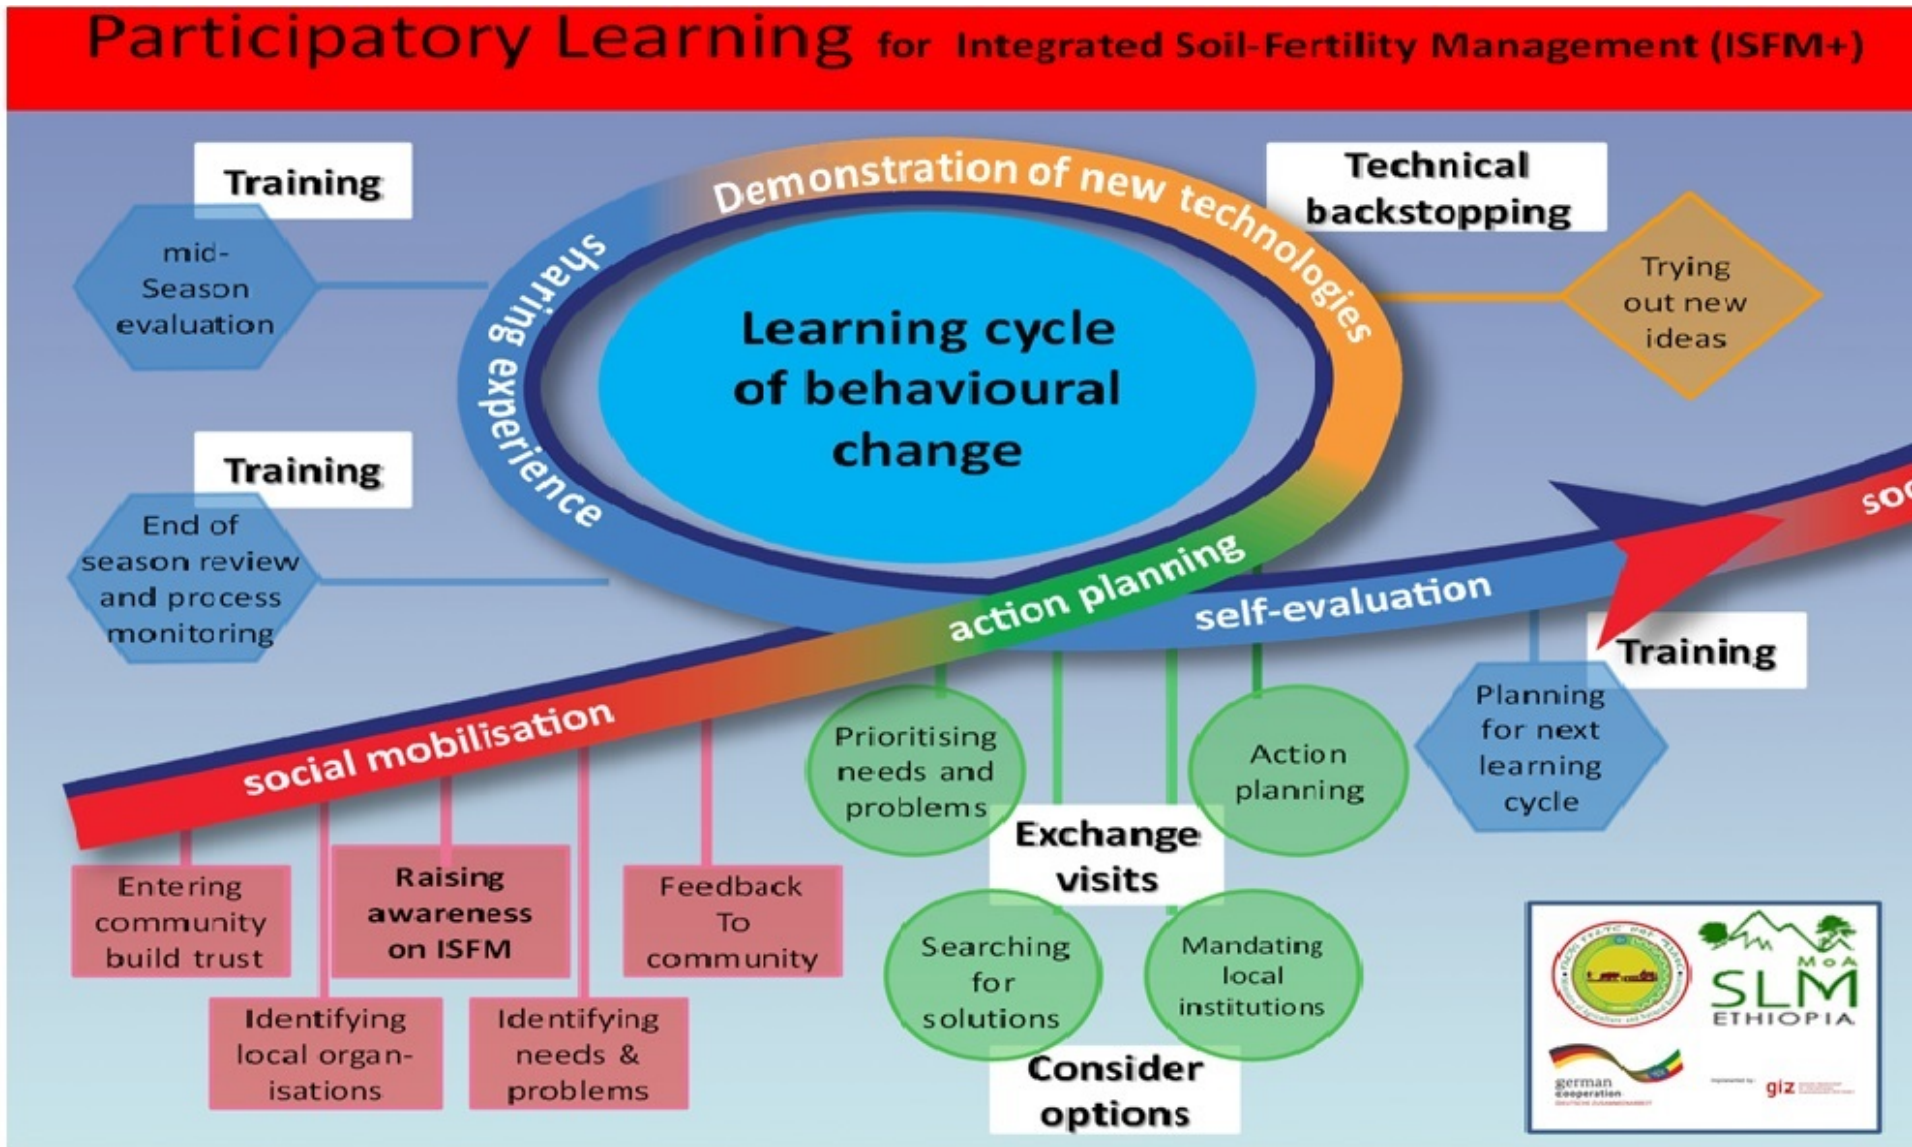 Participatory Learning for Integrated Soil-Fertility Management (ISFM+)
Training
mid-
Season
evaluation
Training
End of
season review
and process
monitoring
sharing experience
Demonstration of new technologies
Learning cycle
of behavioural
change
Technical
backstopping
Trying
out new
ideas
social mobilisation
action planning
self-evaluation
soc
Training
Planning
for next
learning
cycle
Entering
community
build trust
Raising
awareness
on ISFM
Feedback
To
community
Identifying
local organ-
isations
Identifying
needs &
problems
Prioritising
needs and
problems
Action
planning
Exchange
visits
Searching
for
solutions
Mandating
local
institutions
Consider
options
MoA
SLM
ETHIOPIA
german
cooperation
DEUTSCHE ZUSAMMENARBEIT
Implemented by:
giz